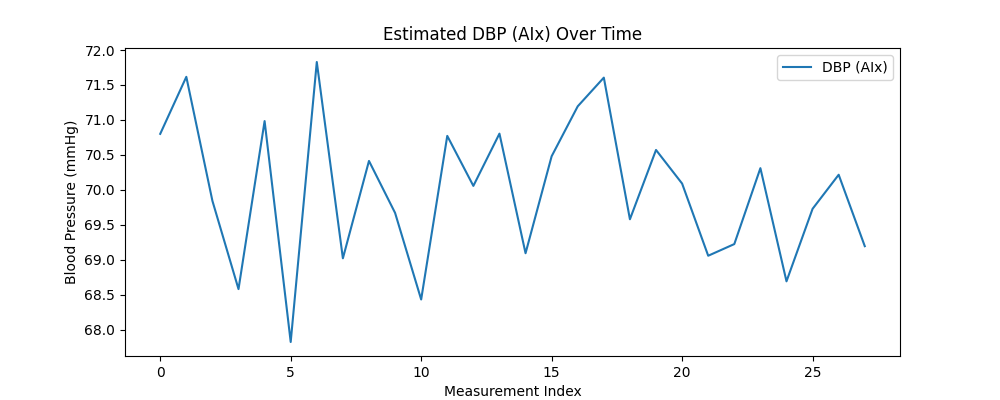 Estimated DBP (AIx) Over Time
DBP (AIx)
Blood Pressure (mmHg)
72.0
71.5
71.0
70.5
70.0
69.5
69.0
68.5
68.0
0 5 10 15 20 25
Measurement Index